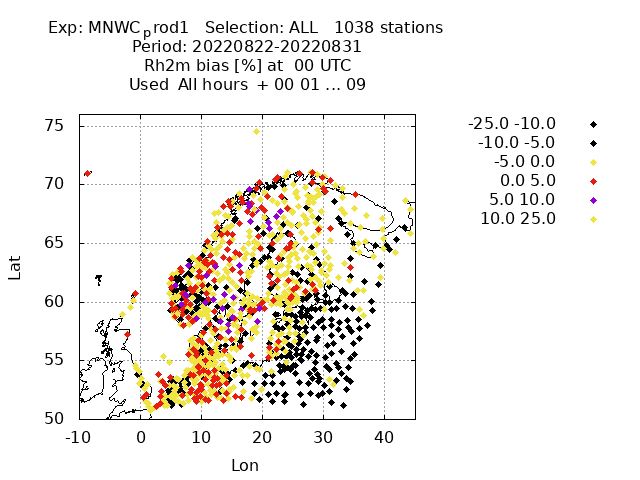 Exp: MNWCprod1   Selection: ALL   1038 stations
Period: 20220822-20220831
Rh2m bias [%] at  00 UTC
Used  All hours  + 00 01 ... 09
-25.0 -10.0
-10.0 -5.0
-5.0 0.0
0.0 5.0
5.0 10.0
10.0 25.0
75
70
65
60
55
50
Lat
-10 0 10 20 30 40
Lon